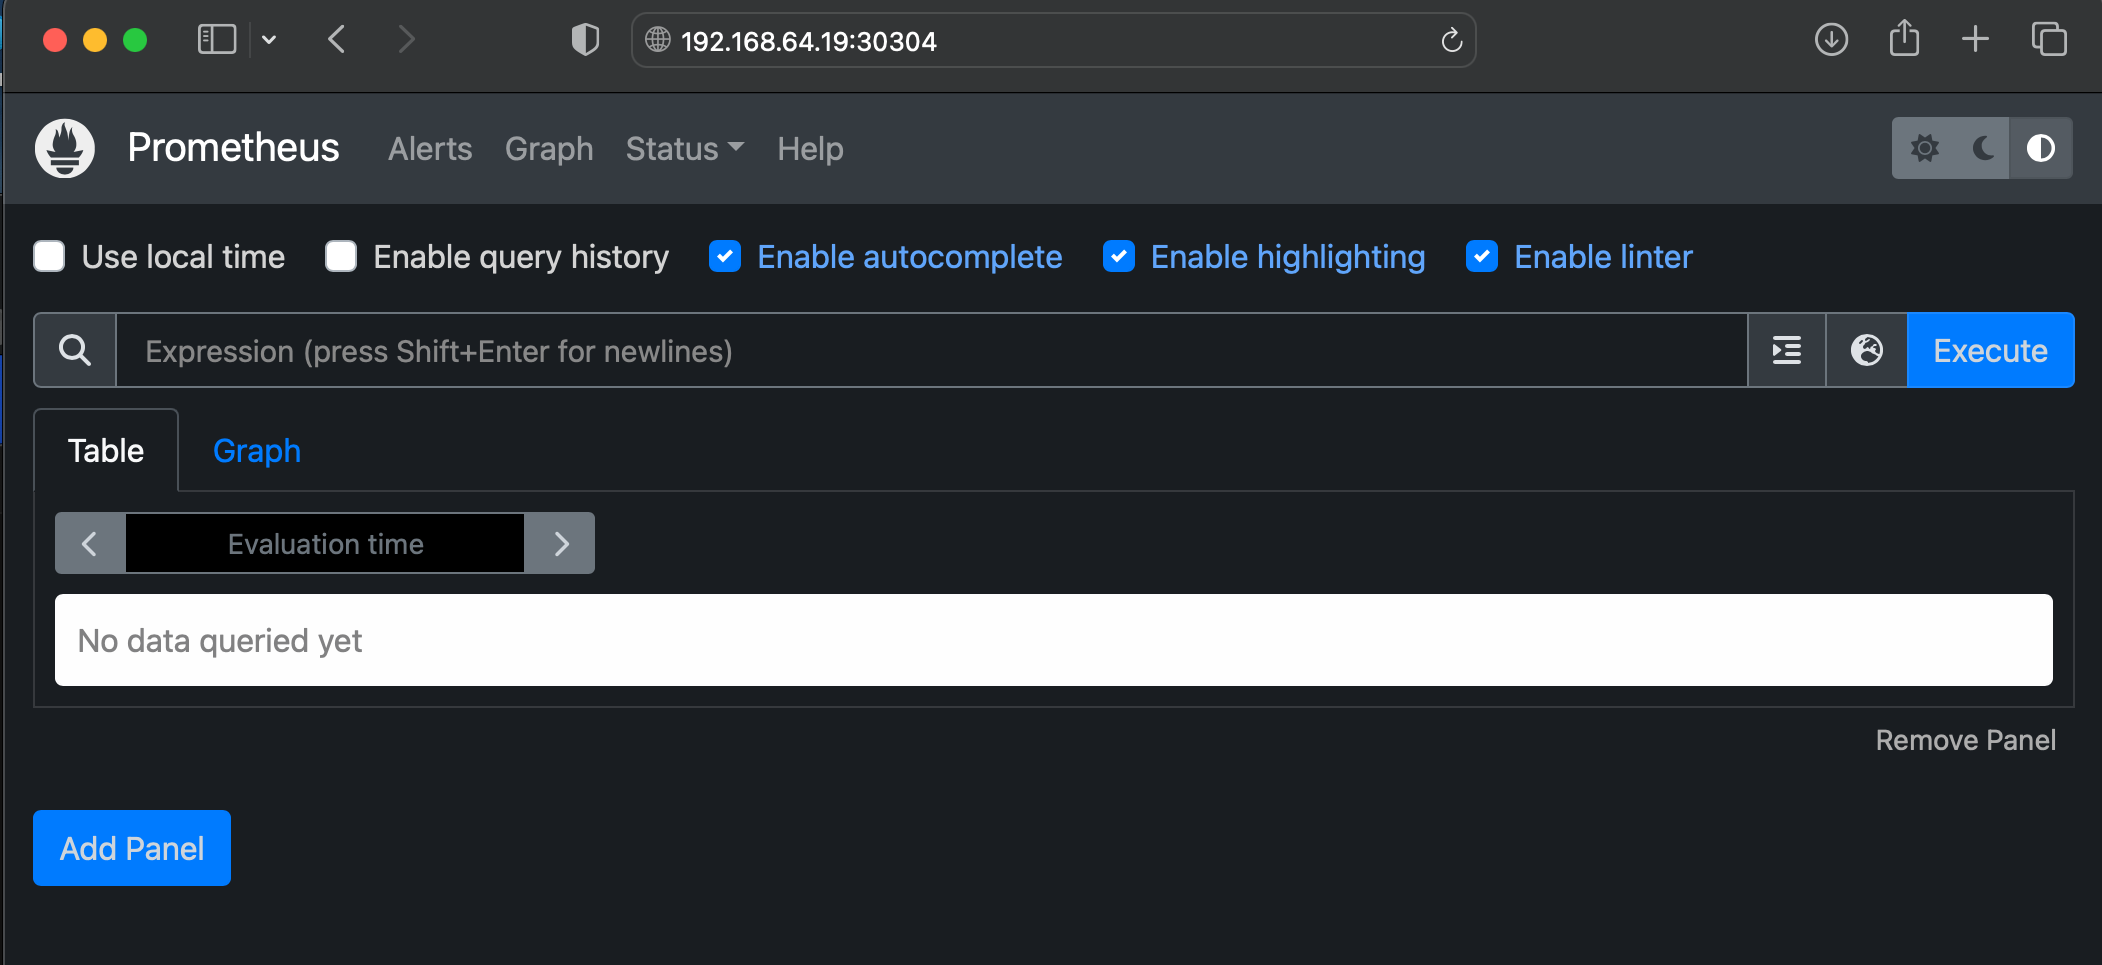 192.168.64.19:30304
Prometheus Alerts Graph Status Help
Use local time Enable query history Enable autocomplete Enable highlighting Enable linter
Expression (press Shift+Enter for newlines) Execute
Table Graph
Evaluation time
No data queried yet
Remove Panel
Add Panel